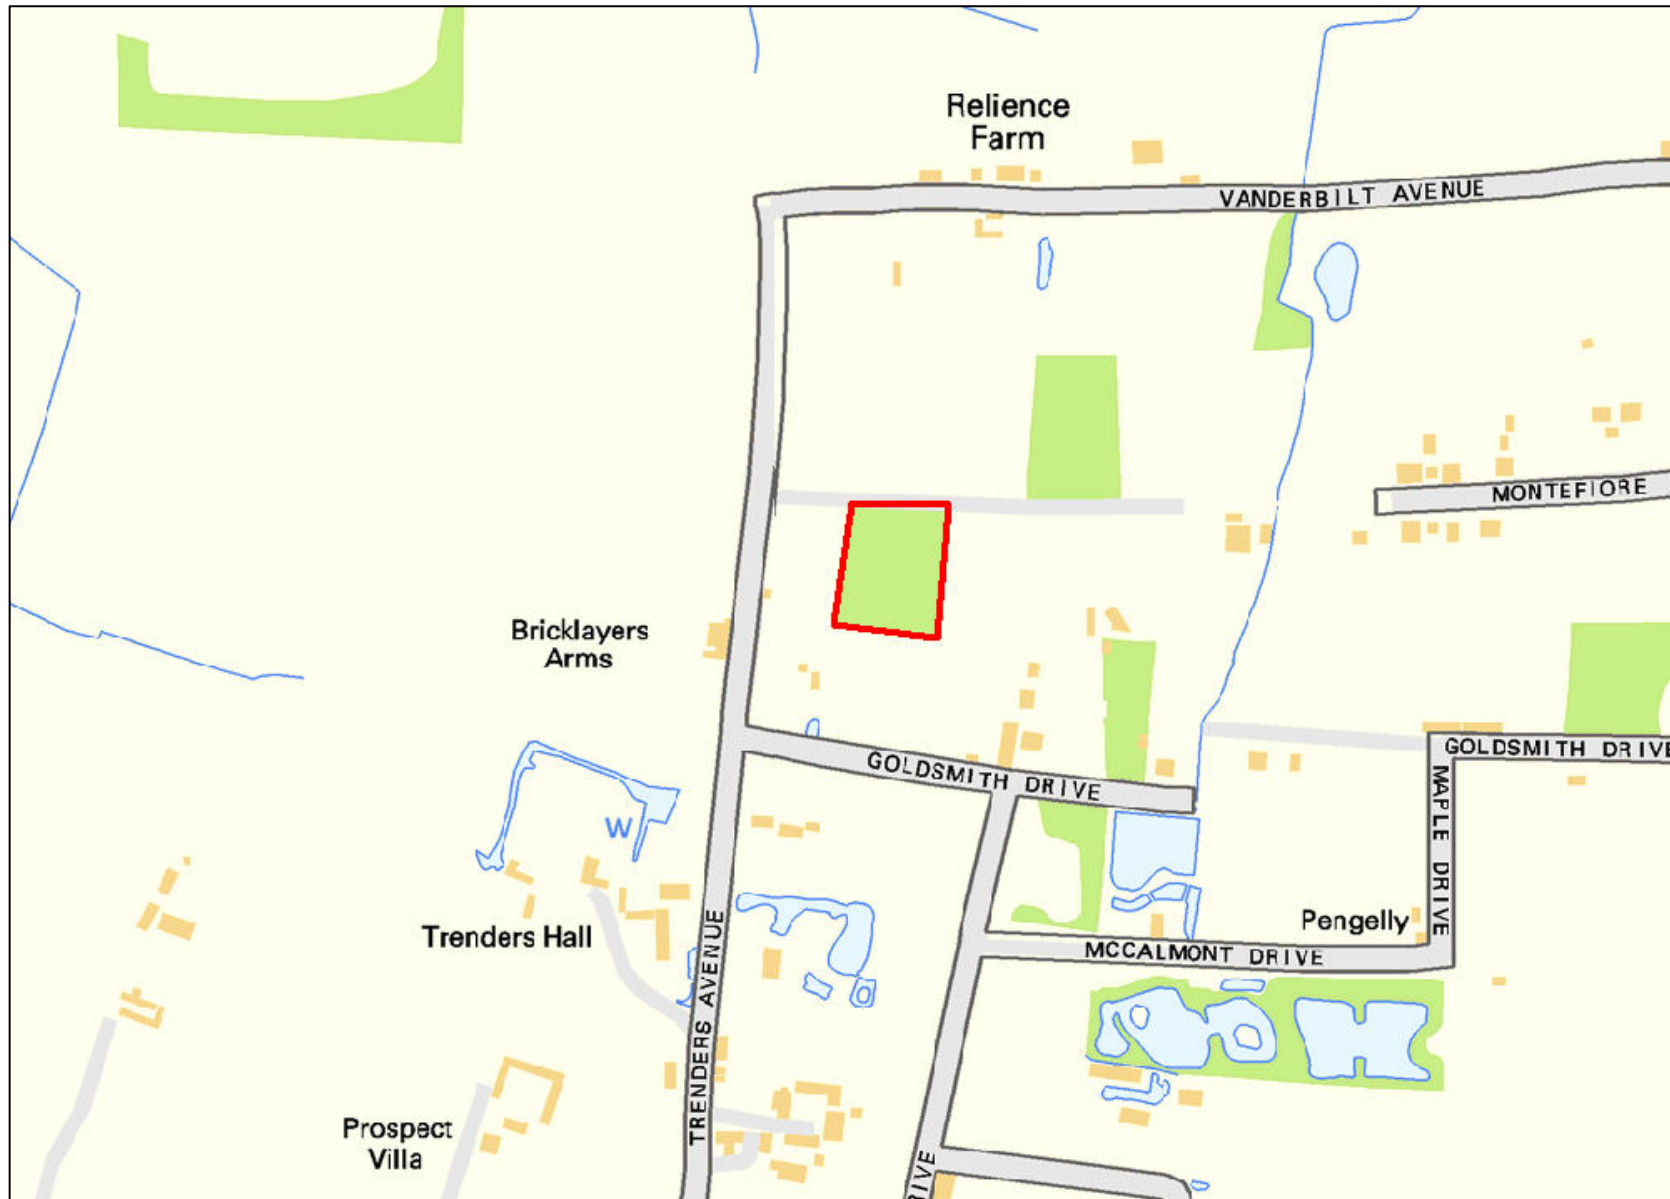 Relience
Farm
VANDERBILT AVENUE
MONTEFIORE
Bricklayers
Arms
GOLDSMITH DRIVE
GOLDSMITH DRIVE
MAPLE DRIVE
W
Trenders Hall
Pengelly
MCCALMONT DRIVE
TRENDERS AVENUE
Prospect
Villa